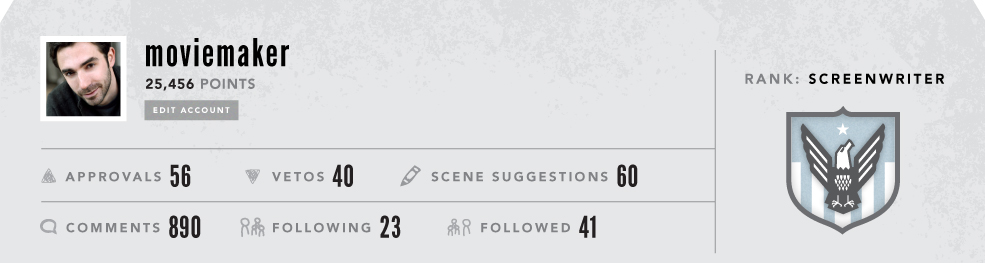 moviemaker
25,456 POINTS
EDIT ACCOUNT
RANK: SCREENWRITER
APPROVALS 56 VETOS 40 SCENE SUGGESTIONS 60
COMMENTS 890 FOLLOWING 23 FOLLOWED 41